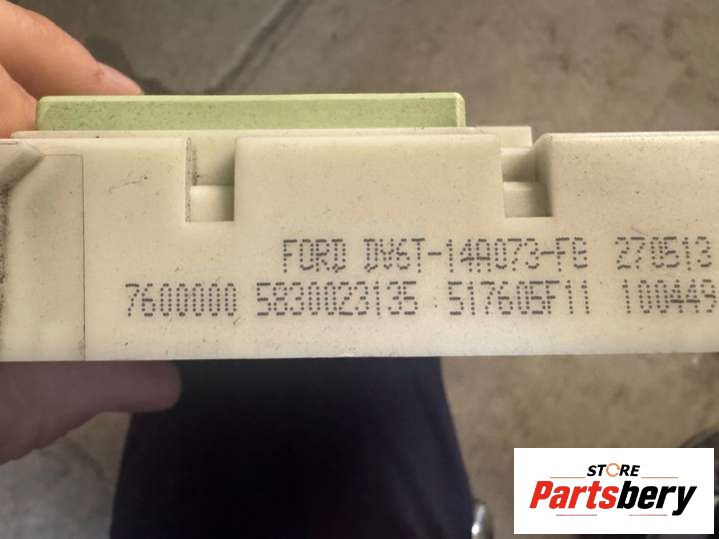 FORD DV6T-14A073-FG 270513
7600000 5830023135 517605F11 100449
STORE
Partsbery